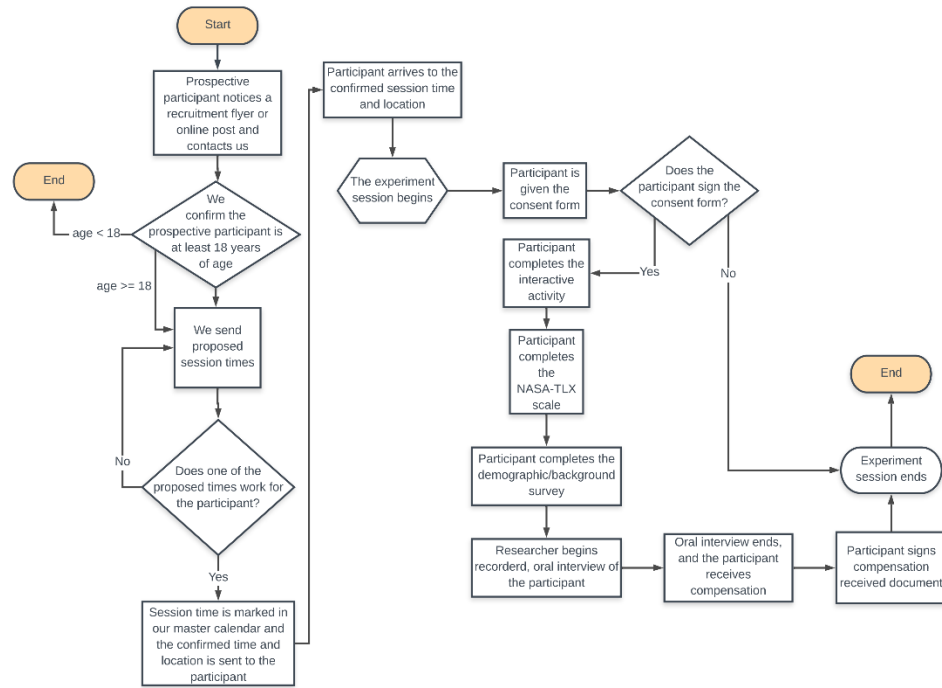 Start
Prospective
participant notices a
recruitment flyer or
online post and
contacts us
End
We
confirm the
prospective participant is
at least 18 years
of age
age < 18
age >= 18
We send
proposed
session times
No
Does one of the
proposed times work for
the participant?
Yes
Session time is marked in
our master calendar and
the confirmed time and
location is sent to the
participant
Participant arrives to the
confirmed session time
and location
The experiment
session begins
Participant is
given the
consent form
Does the
participant sign the
consent form?
Yes
No
Participant
completes the
interactive
activity
Participant
completes
the
NASA-TLX
scale
Participant completes the
demographic/background
survey
Researcher begins
recorderd, oral interview of
the participant
Oral interview ends,
and the participant
receives
compensation
Participant signs
compensation
received document
Experiment
session ends
End